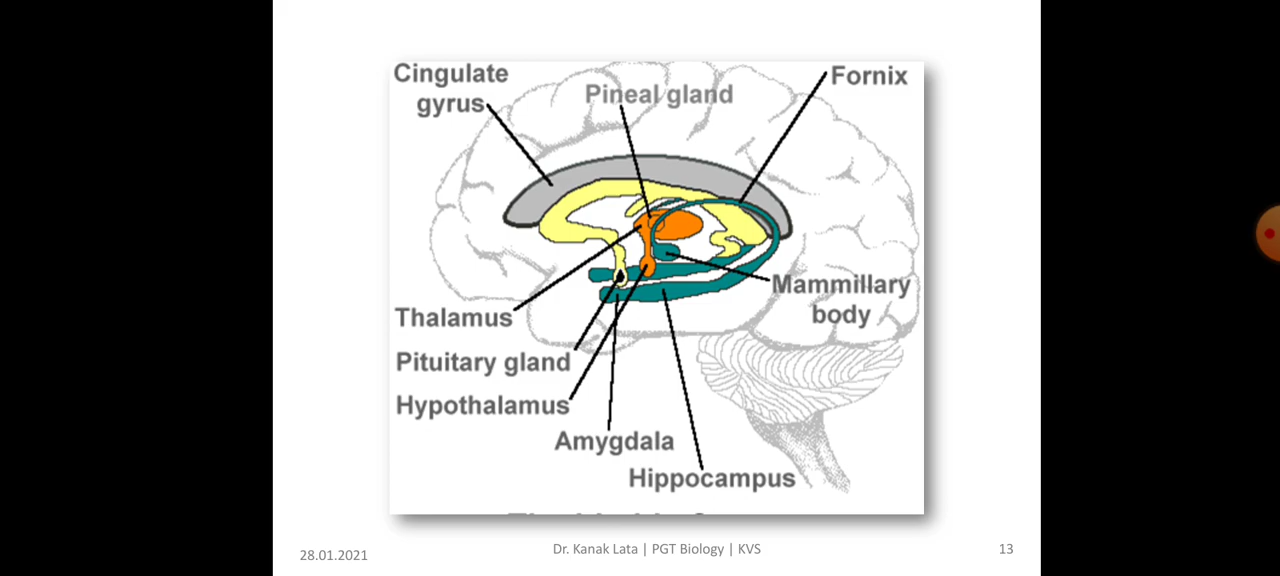 Cingulate
gyrus
Pineal gland
Fornix
Mammillary
body
Thalamus
Pituitary gland
Hypothalamus
Amygdala
Hippocampus
28.01.2021
Dr. Kanak Lata | PGT Biology | KVS
13